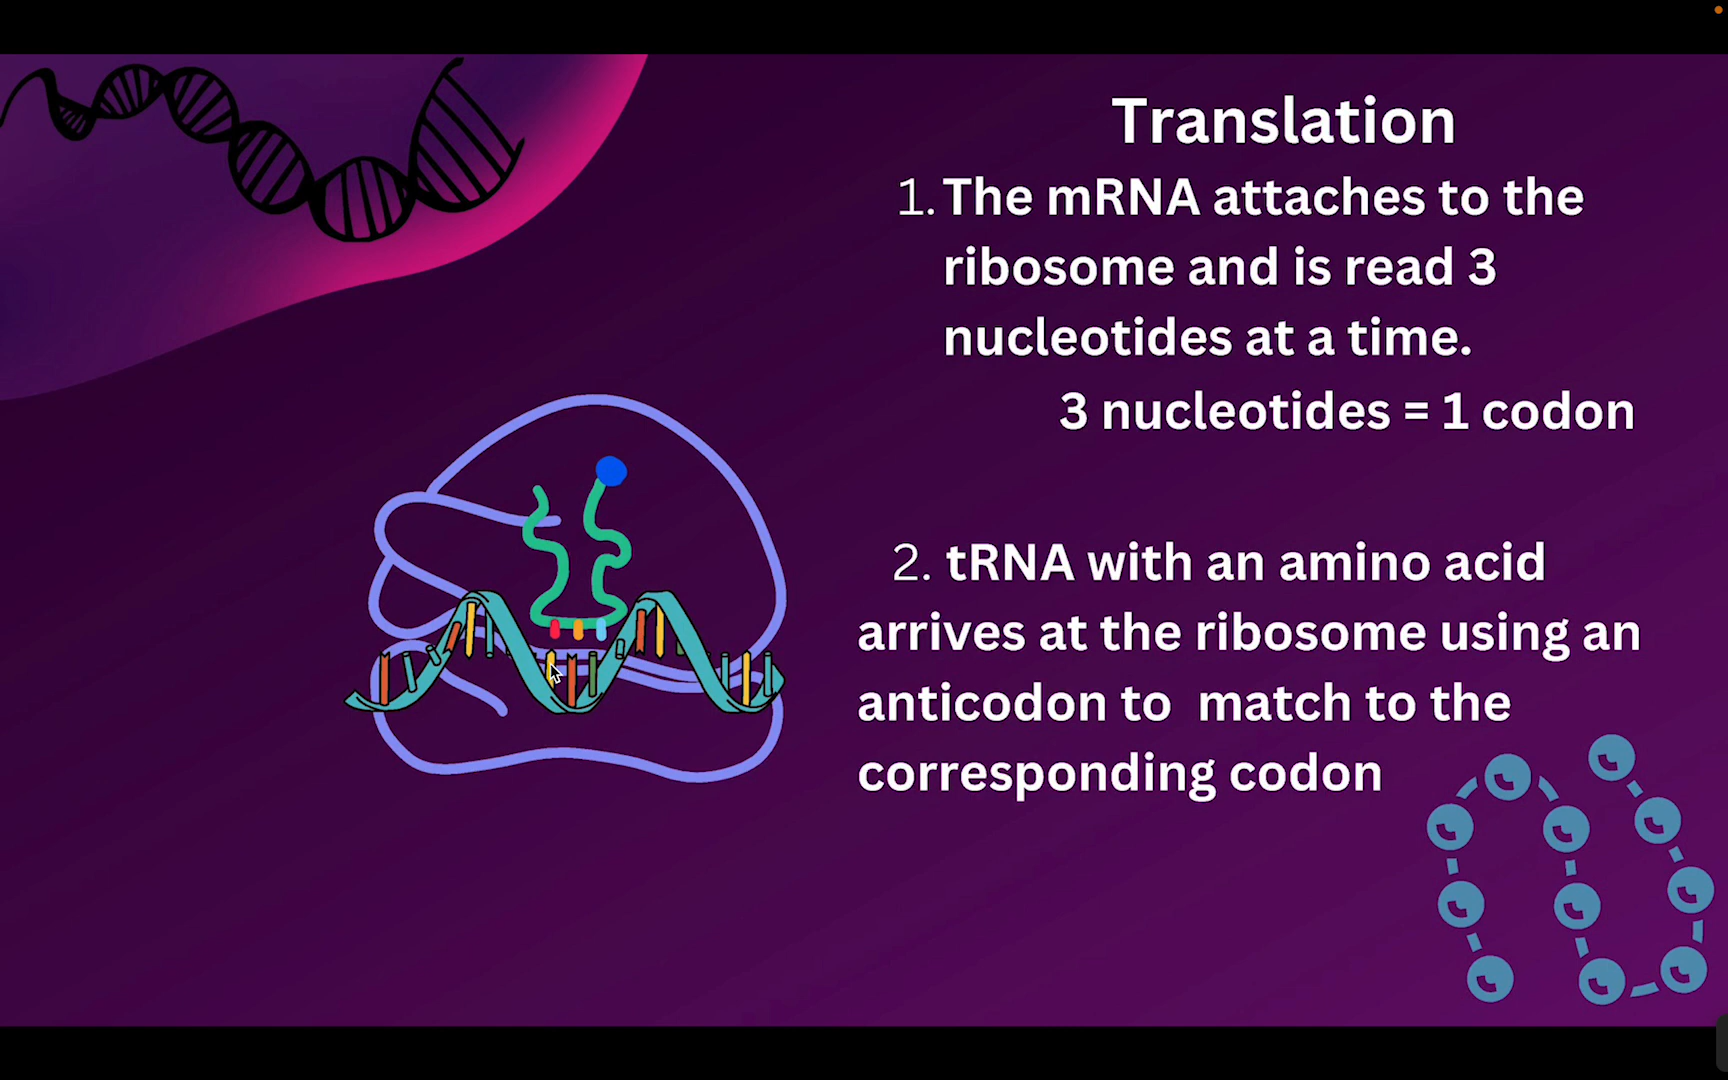 Translation
1. The mRNA attaches to the
ribosome and is read 3
nucleotides at a time.
3 nucleotides = 1 codon
2. tRNA with an amino acid
arrives at the ribosome using an
anticodon to match to the
corresponding codon